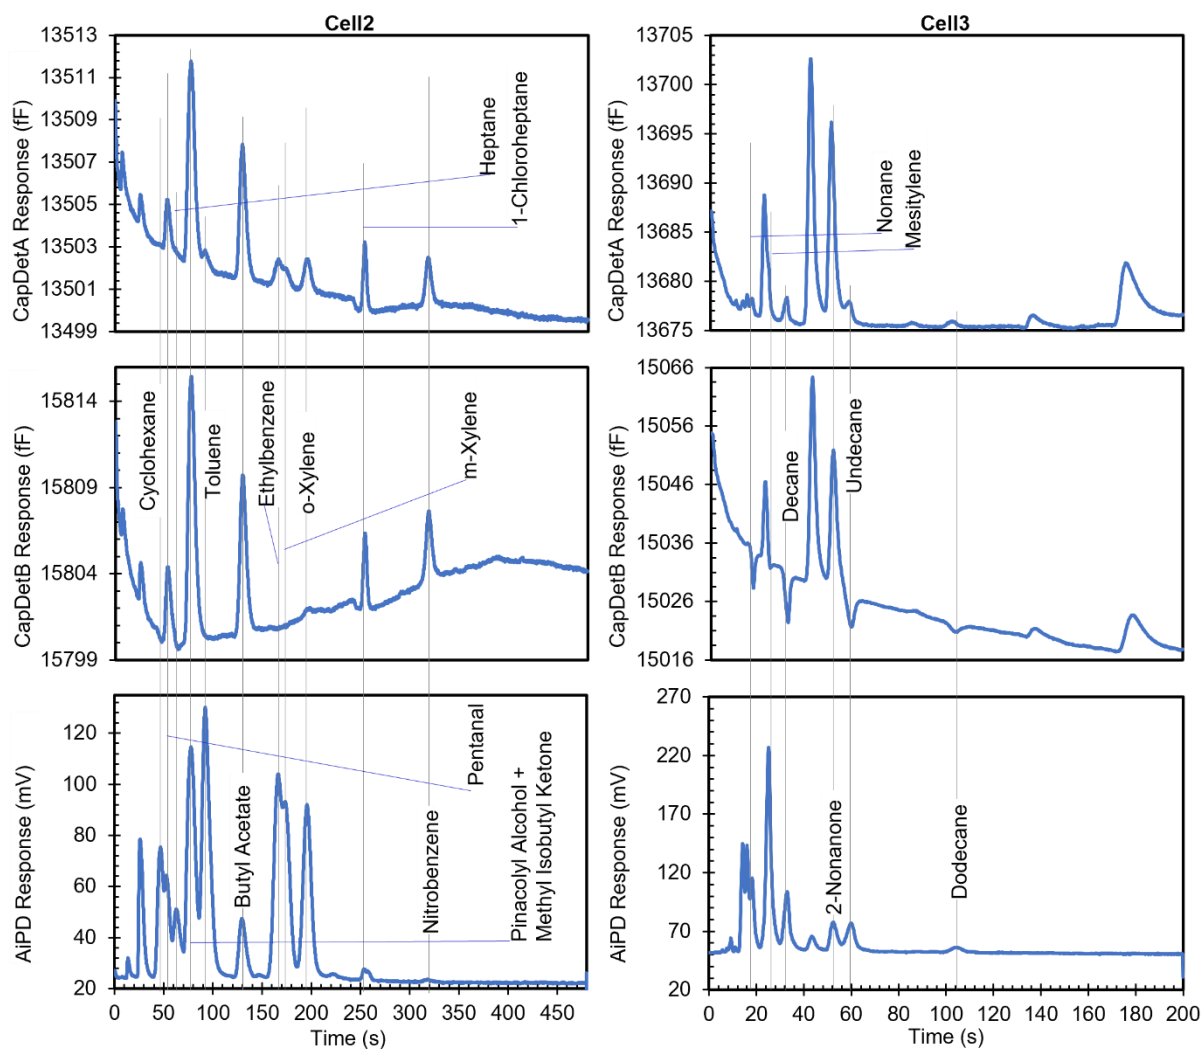 Cell2
Cell3
13513
13511
13509
13507
13505
13503
13501
13499
CapDetA Response (fF)
Heptane
1-Chloroheptane
13705
13700
13695
13690
13685
13680
13675
CapDetA Response (fF)
Nonane
Mesitylene
15814
15809
15804
15799
CapDetB Response (fF)
Cyclohexane
Toluene
Ethylbenzene
o-Xylene
m-Xylene
15066
15056
15046
15036
15026
15016
CapDetB Response (fF)
Decane
Undecane
120
100
80
60
40
20
AiPD Response (mV)
Butyl Acetate
Nitrobenzene
Pentanal
Pinacolyl Alcohol +
Methyl Isobutyl Ketone
0 50 100 150 200 250 300 350 400 450
Time (s)
270
220
170
120
70
20
AiPD Response (mV)
2-Nonanone
Dodecane
0 20 40 60 80 100 120 140 160 180 200
Time (s)